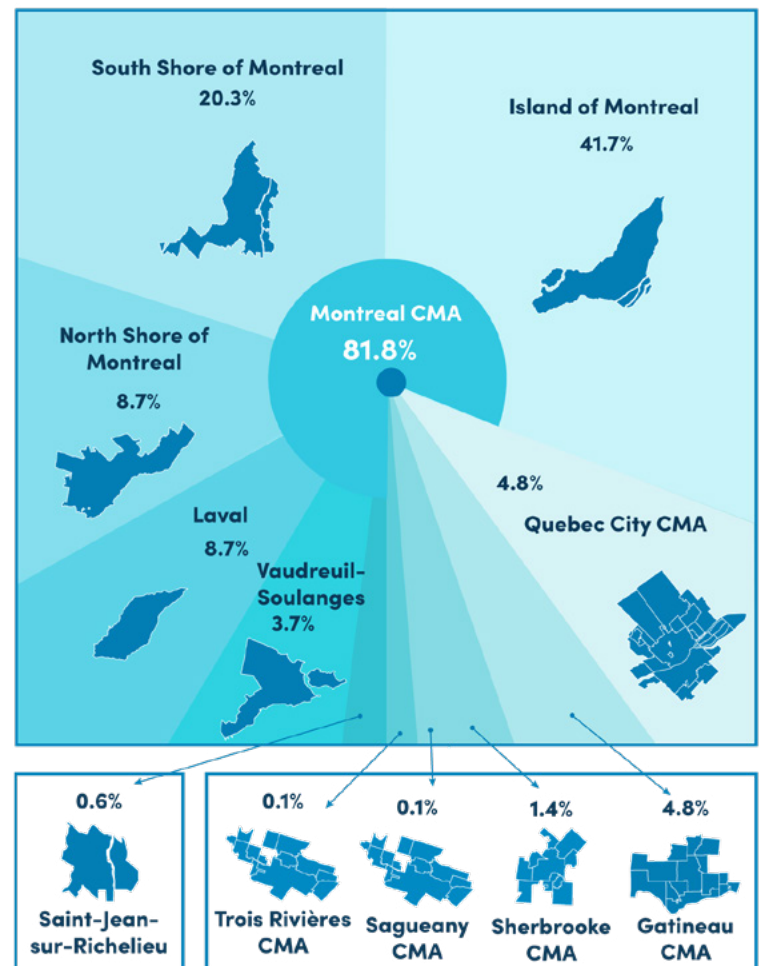 South Shore of Montreal
20.3%
Island of Montreal
41.7%
Montreal CMA
81.8%
North Shore of
Montreal
8.7%
4.8%
Quebec City CMA
Laval
8.7%
Vaudreuil-
Soulanges
3.7%
0.6%
Saint-Jean-
sur-Richelieu
0.1%
Trois Rivières
CMA
0.1%
Sagueany
CMA
1.4%
Sherbrooke
CMA
4.8%
Gatineau
CMA